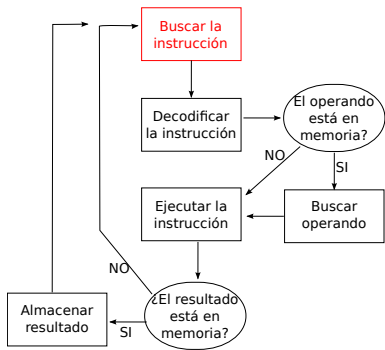 Buscar la
instrucción
Decodificar
la instrucción
El operando
está en
memoria?
NO
SI
Ejecutar la
instrucción
Buscar
operando
NO
¿El resultado
está en
memoria?
SI
Almacenar
resultado